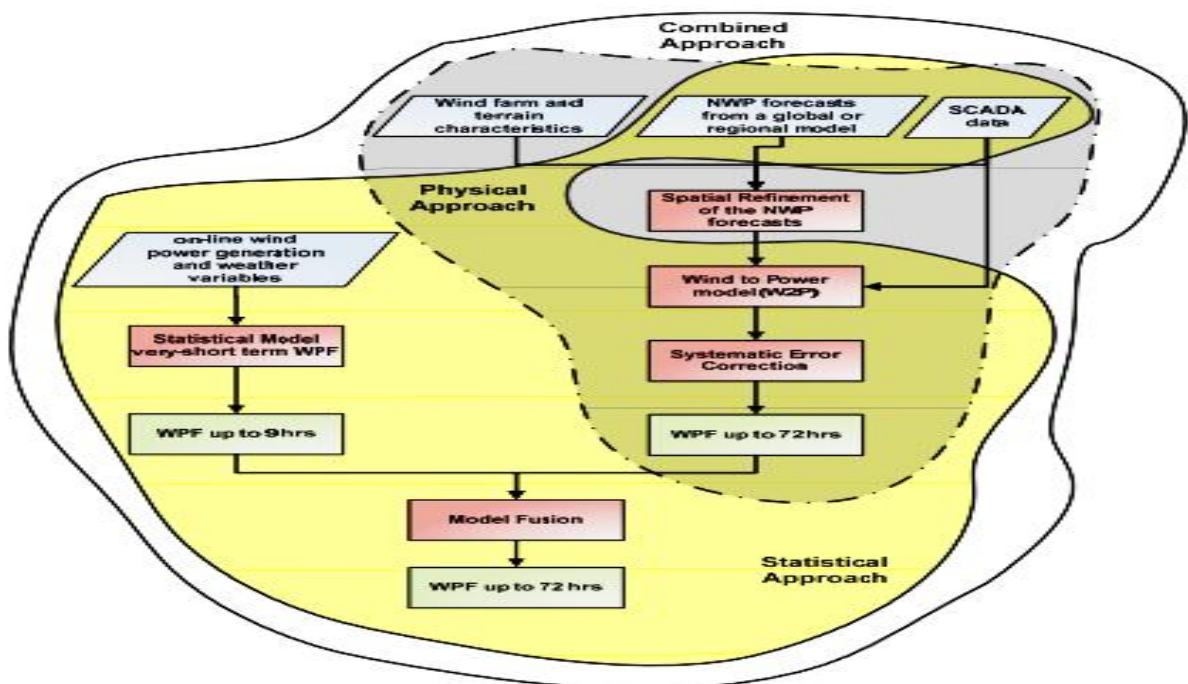 Combined
Approach
Wind farm and
terrain
characteristics
NWP forecasts
from a global or
regional model
SCADA
data
Physical
Approach
Spatial Refinement
of the NWP
forecasts
on-line wind
power generation
and weather
variables
Wind to Power
model(W2P)
Statistical Model
very-short term WPF
Systematic Error
Correction
WPF up to 9hrs
WPF up to 72hrs
Model Fusion
WPF up to 72 hrs
Statistical
Approach